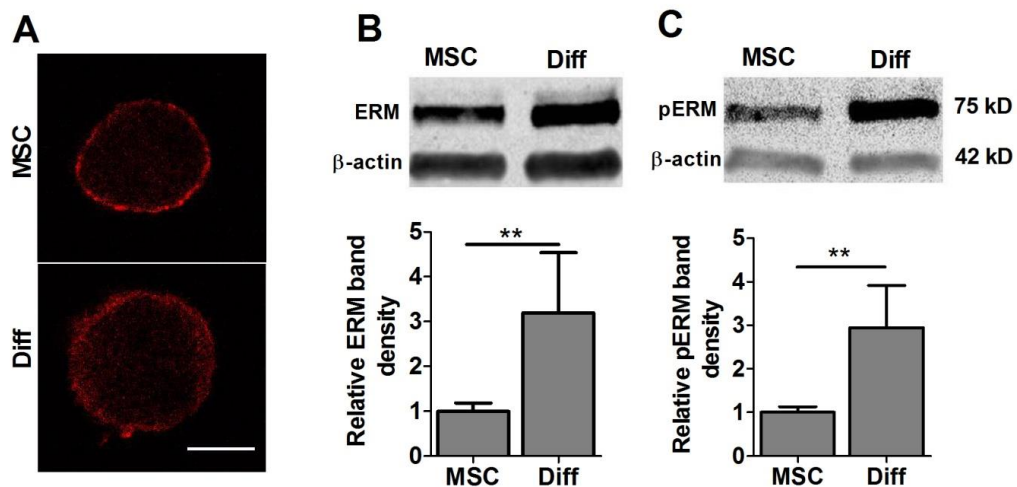 A
MSC
Diff
B
MSC Diff
ERM
β-actin
Relative ERM band
density
5
4
3
2
1
0
**
MSC Diff
C
MSC Diff
pERM 75 kD
β-actin 42 kD
Relative pERM band
density
5
4
3
2
1
0
**
MSC Diff